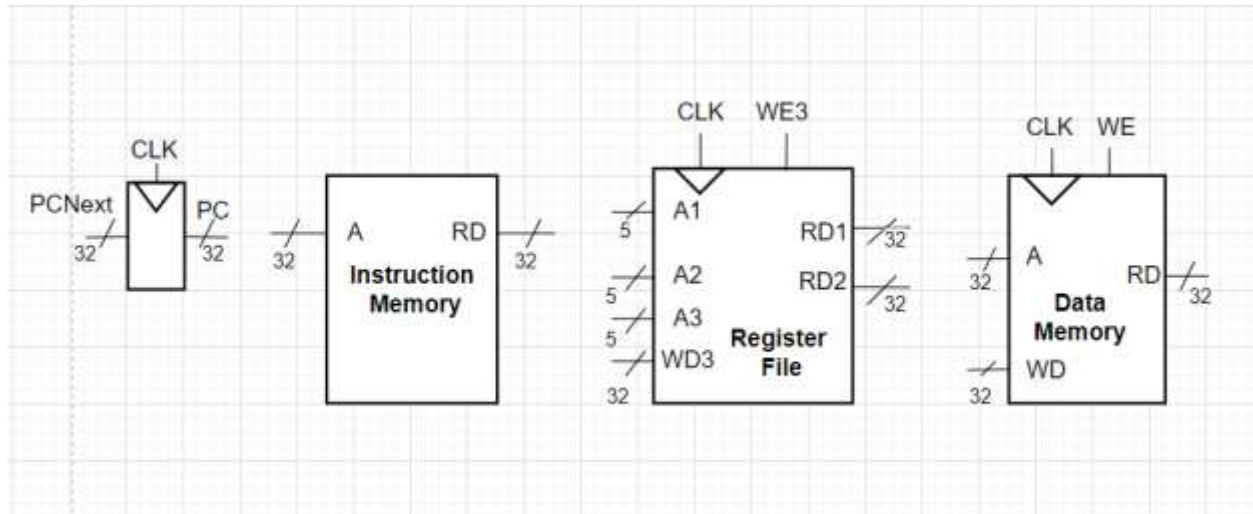 CLK
PCNext
PC
32
32
A
RD
32
32
Instruction
Memory
CLK
WE3
A1
5
A2
5
A3
5
WD3
32
RD1
32
RD2
32
Register
File
CLK
WE
A
32
RD
32
Data
Memory
WD
32